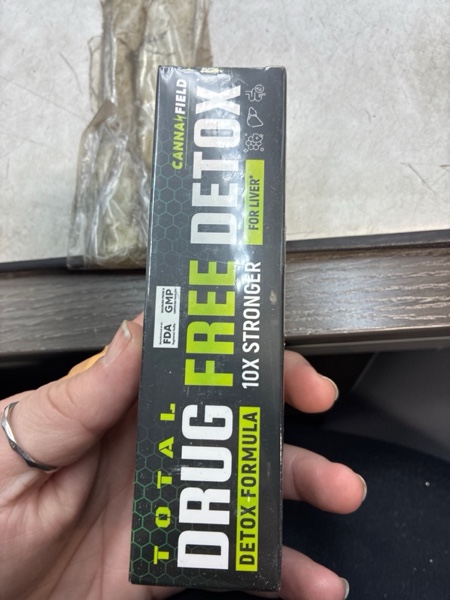 CANNAFIELD
TOTAL
DRUG FREE DETOX
DETOX-FORMULA 10X STRONGER FOR LIVER*
FDA
GMP